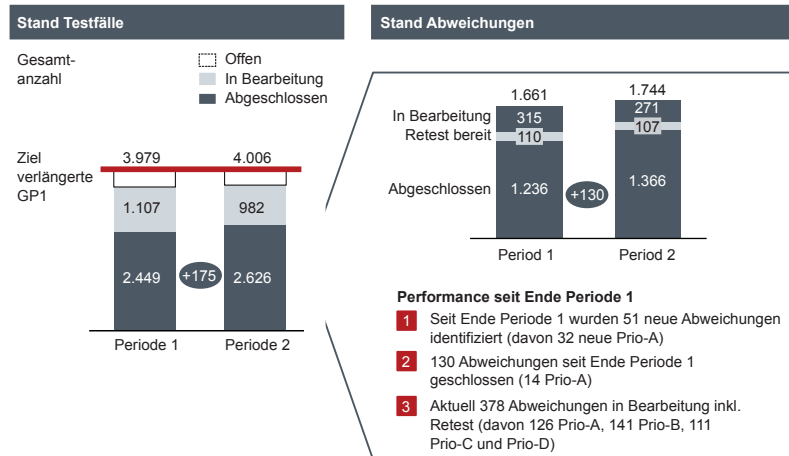 Stand Testfälle
Gesamt-
anzahl
Offen
In Bearbeitung
Abgeschlossen
Ziel
verlängerte
GP1
3.979
4.006
1.107
982
2.449
+175
2.626
Periode 1
Periode 2
Stand Abweichungen
1.661
1.744
In Bearbeitung
315
271
Retest bereit
110
107
Abgeschlossen
1.236
+130
1.366
Period 1
Period 2
Performance seit Ende Periode 1
1
Seit Ende Periode 1 wurden 51 neue Abweichungen
identifiziert (davon 32 neue Prio-A)
2
130 Abweichungen seit Ende Periode 1
geschlossen (14 Prio-A)
3
Aktuell 378 Abweichungen in Bearbeitung inkl.
Retest (davon 126 Prio-A, 141 Prio-B, 111
Prio-C und Prio-D)